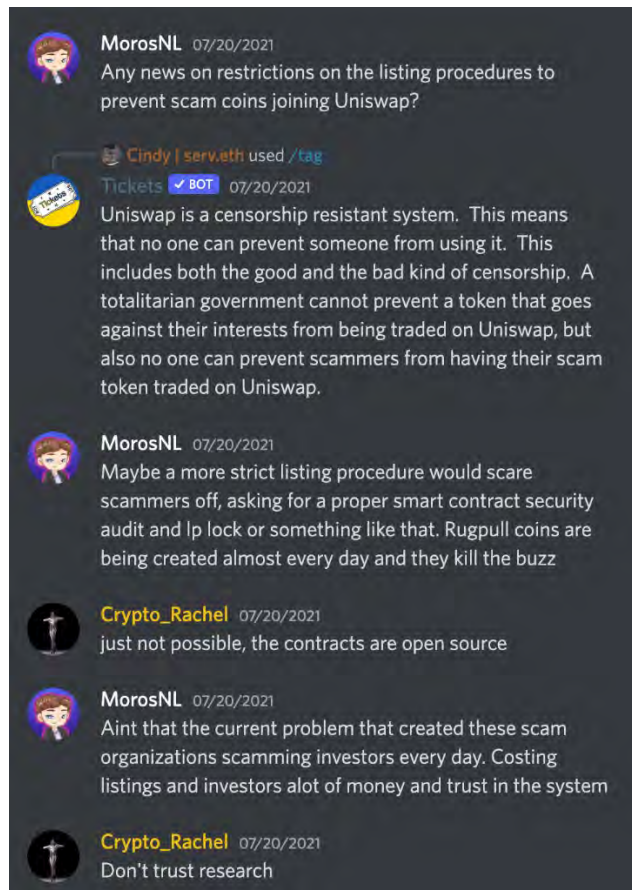 MorosNL 07/20/2021
Any news on restrictions on the listing procedures to
prevent scam coins joining Uniswap?
Cindy | serv.eth used /tag
Tickets
Tickets ✓ BOT 07/20/2021
Uniswap is a censorship resistant system. This means
that no one can prevent someone from using it. This
includes both the good and the bad kind of censorship. A
totalitarian government cannot prevent a token that goes
against their interests from being traded on Uniswap, but
also no one can prevent scammers from having their scam
token traded on Uniswap.
MorosNL 07/20/2021
Maybe a more strict listing procedure would scare
scammers off, asking for a proper smart contract security
audit and lp lock or something like that. Rugpull coins are
being created almost every day and they kill the buzz
Crypto_Rachel 07/20/2021
just not possible, the contracts are open source
MorosNL 07/20/2021
Aint that the current problem that created these scam
organizations scamming investors every day. Costing
listings and investors alot of money and trust in the system
Crypto_Rachel 07/20/2021
Don't trust research